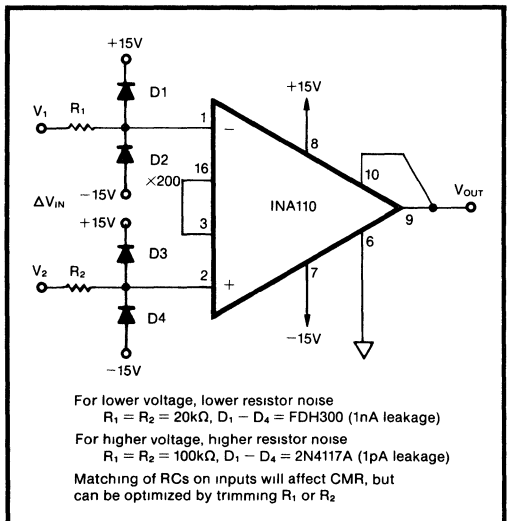 +15V
D1
V₁
R₁
D2
−15V
ΔV_IN
+15V
D3
V₂
R₂
D4
−15V
1
−
16
×200
3
2
+
INA110
+15V
8
10
9
V_OUT
6
7
−15V
For lower voltage, lower resistor noise
R₁ = R₂ = 20kΩ, D₁ − D₄ = FDH300 (1nA leakage)
For higher voltage, higher resistor noise
R₁ = R₂ = 100kΩ, D₁ − D₄ = 2N4117A (1pA leakage)
Matching of RCs on inputs will affect CMR, but
can be optimized by trimming R₁ or R₂